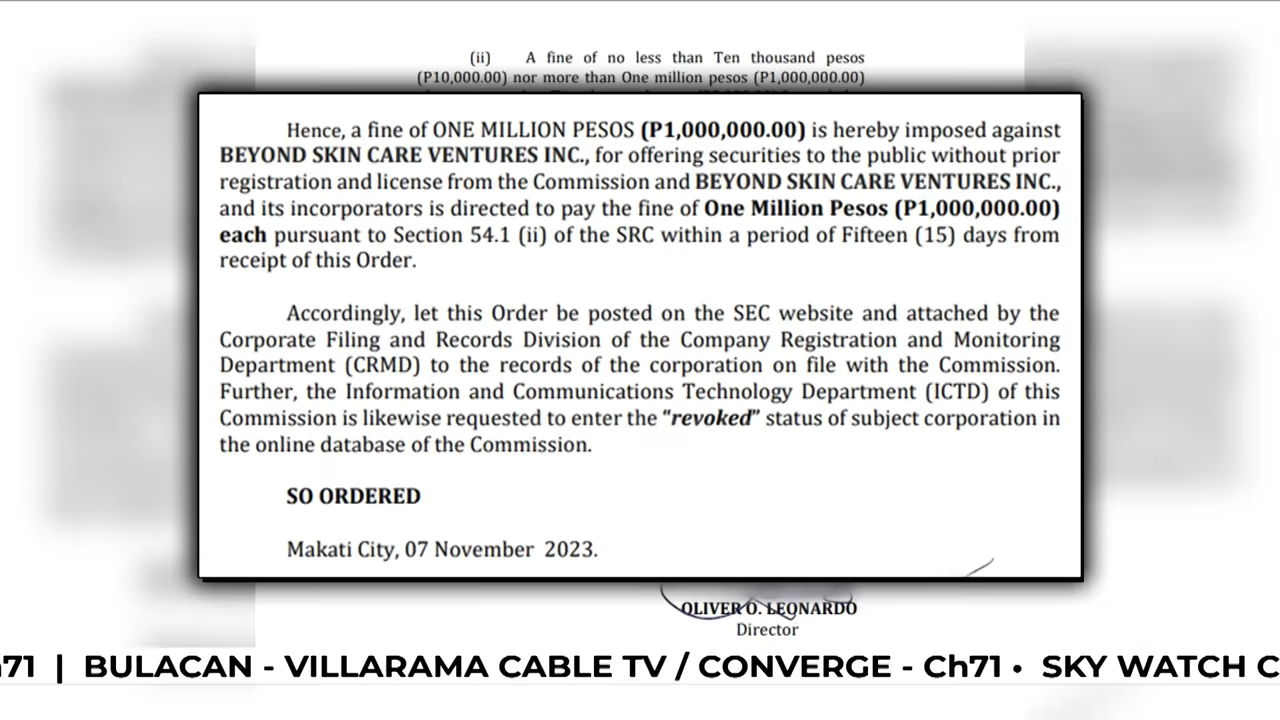 (ii) A fine of no less than Ten thousand pesos
(P10,000.00) nor more than One million pesos (P1,000,000.00)
Hence, a fine of ONE MILLION PESOS (P1,000,000.00) is hereby imposed against
BEYOND SKIN CARE VENTURES INC., for offering securities to the public without prior
registration and license from the Commission and BEYOND SKIN CARE VENTURES INC.,
and its incorporators is directed to pay the fine of One Million Pesos (P1,000,000.00)
each pursuant to Section 54.1 (ii) of the SRC within a period of Fifteen (15) days from
receipt of this Order.
Accordingly, let this Order be posted on the SEC website and attached by the
Corporate Filing and Records Division of the Company Registration and Monitoring
Department (CRMD) to the records of the corporation on file with the Commission.
Further, the Information and Communications Technology Department (ICTD) of this
Commission is likewise requested to enter the “revoked” status of subject corporation in
the online database of the Commission.
SO ORDERED
Makati City, 07 November 2023.
OLIVER O. LEONARDO
Director
h71 | BULACAN - VILLARAMA CABLE TV / CONVERGE - Ch71 • SKY WATCH C